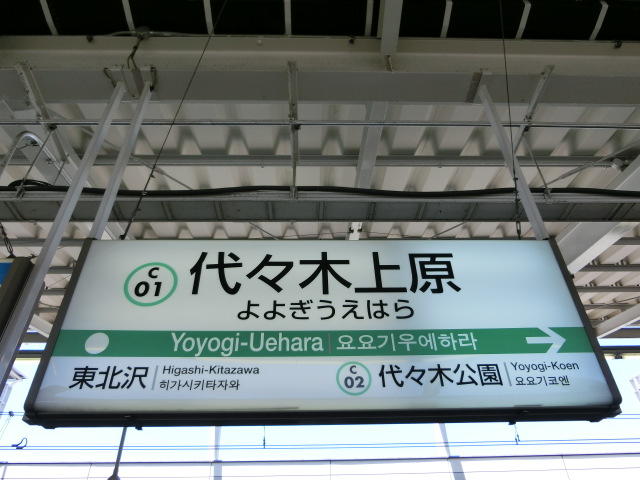 C
01
代々木上原
よよぎうえはら
Yoyogi-Uehara | 요요기우에하라
東北沢
Higashi-Kitazawa
히가시키타자와
C
02
代々木公園
Yoyogi-Koen
요요기코엔